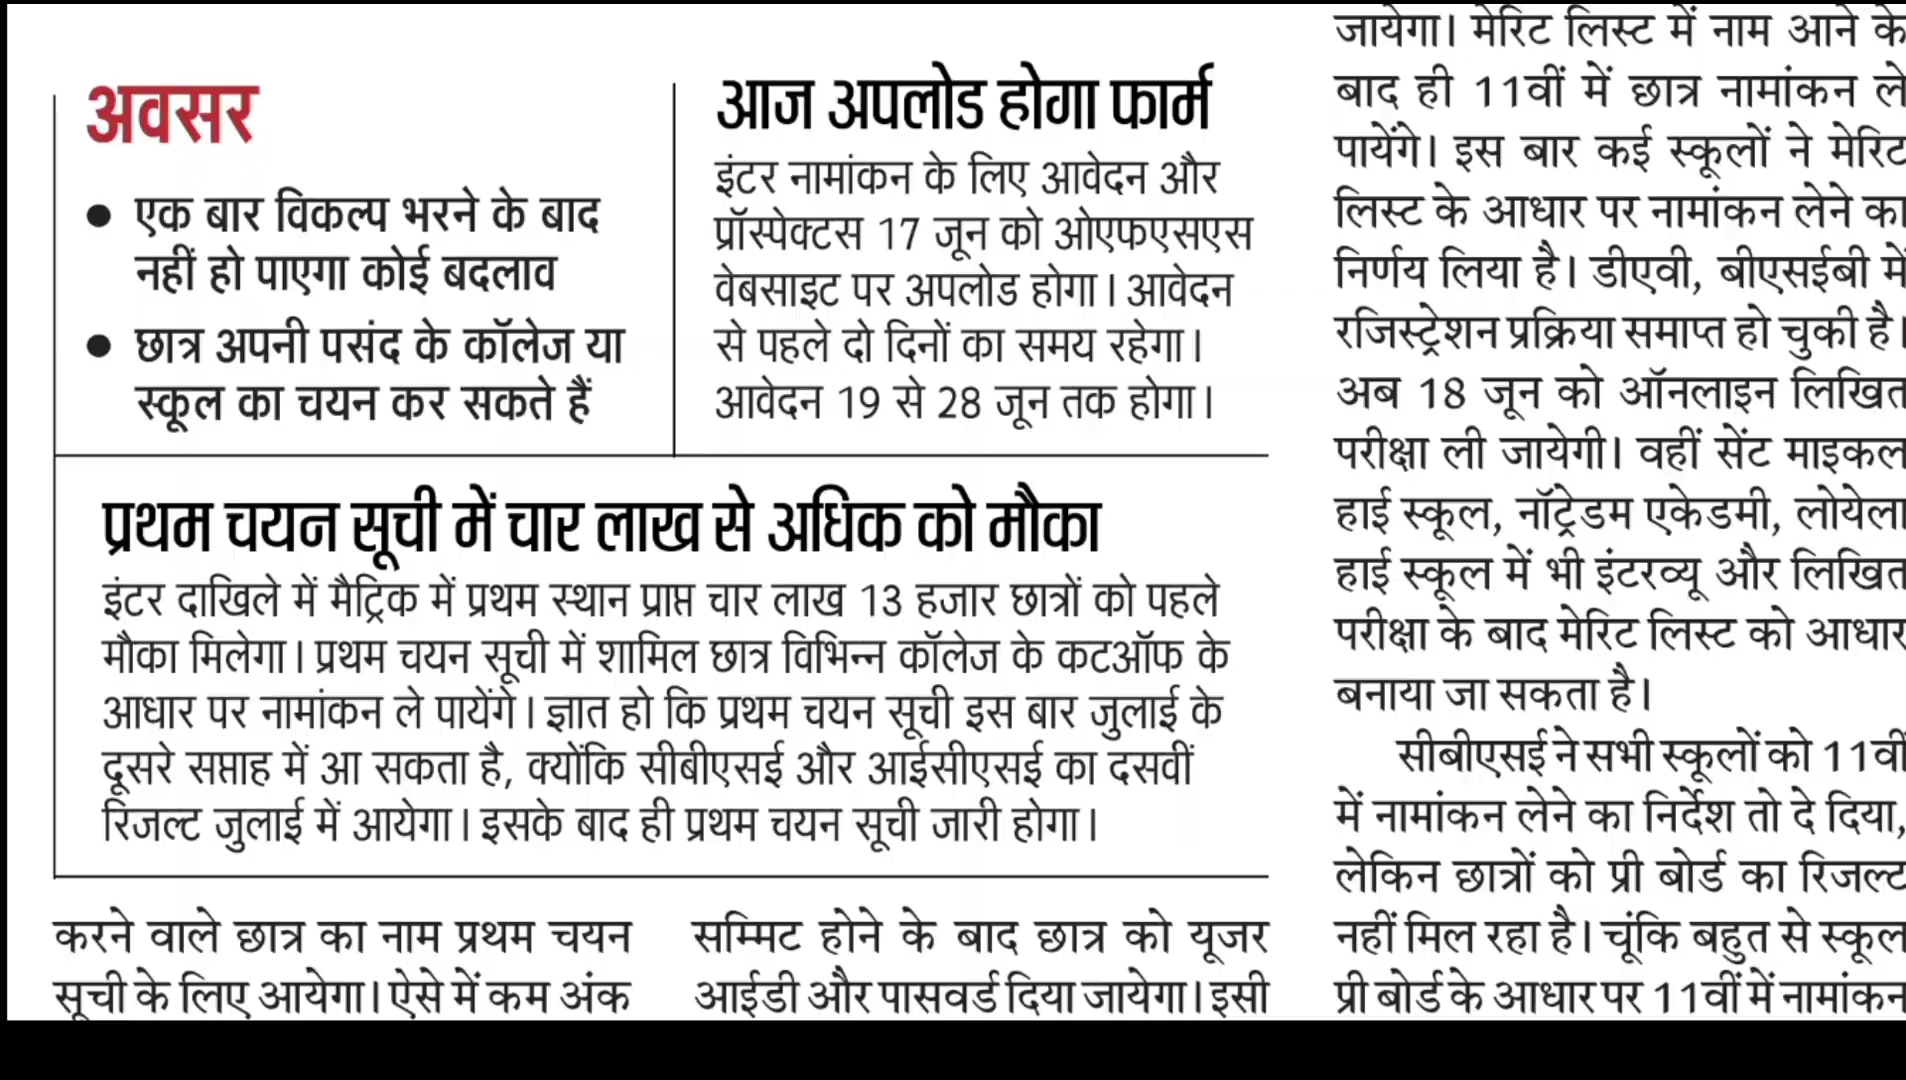 अवसर
● एक बार विकल्प भरने के बाद
नहीं हो पाएगा कोई बदलाव
● छात्र अपनी पसंद के कॉलेज या
स्कूल का चयन कर सकते हैं
आज अपलोड होगा फार्म
इंटर नामांकन के लिए आवेदन और
प्रॉस्पेक्टस 17 जून को ओएफएसएस
वेबसाइट पर अपलोड होगा। आवेदन
से पहले दो दिनों का समय रहेगा।
आवेदन 19 से 28 जून तक होगा।
प्रथम चयन सूची में चार लाख से अधिक को मौका
इंटर दाखिले में मैट्रिक में प्रथम स्थान प्राप्त चार लाख 13 हजार छात्रों को पहले
मौका मिलेगा। प्रथम चयन सूची में शामिल छात्र विभिन्न कॉलेज के कटऑफ के
आधार पर नामांकन ले पायेंगे। ज्ञात हो कि प्रथम चयन सूची इस बार जुलाई के
दूसरे सप्ताह में आ सकता है, क्योंकि सीबीएसई और आईसीएसई का दसवीं
रिजल्ट जुलाई में आयेगा। इसके बाद ही प्रथम चयन सूची जारी होगा।
करने वाले छात्र का नाम प्रथम चयन
सूची के लिए आयेगा। ऐसे में कम अंक
सम्मिट होने के बाद छात्र को यूजर
आईडी और पासवर्ड दिया जायेगा। इसी
जायेगा। मेरिट लिस्ट में नाम आने के
बाद ही 11वीं में छात्र नामांकन ले
पायेंगे। इस बार कई स्कूलों ने मेरिट
लिस्ट के आधार पर नामांकन लेने का
निर्णय लिया है। डीएवी, बीएसईबी में
रजिस्ट्रेशन प्रक्रिया समाप्त हो चुकी है।
अब 18 जून को ऑनलाइन लिखित
परीक्षा ली जायेगी। वहीं सेंट माइकल
हाई स्कूल, नॉट्रेडम एकेडमी, लोयेला
हाई स्कूल में भी इंटरव्यू और लिखित
परीक्षा के बाद मेरिट लिस्ट को आधार
बनाया जा सकता है।
सीबीएसई ने सभी स्कूलों को 11वीं
में नामांकन लेने का निर्देश तो दे दिया,
लेकिन छात्रों को प्री बोर्ड का रिजल्ट
नहीं मिल रहा है। चूंकि बहुत से स्कूल
प्री बोर्ड के आधार पर 11वीं में नामांकन